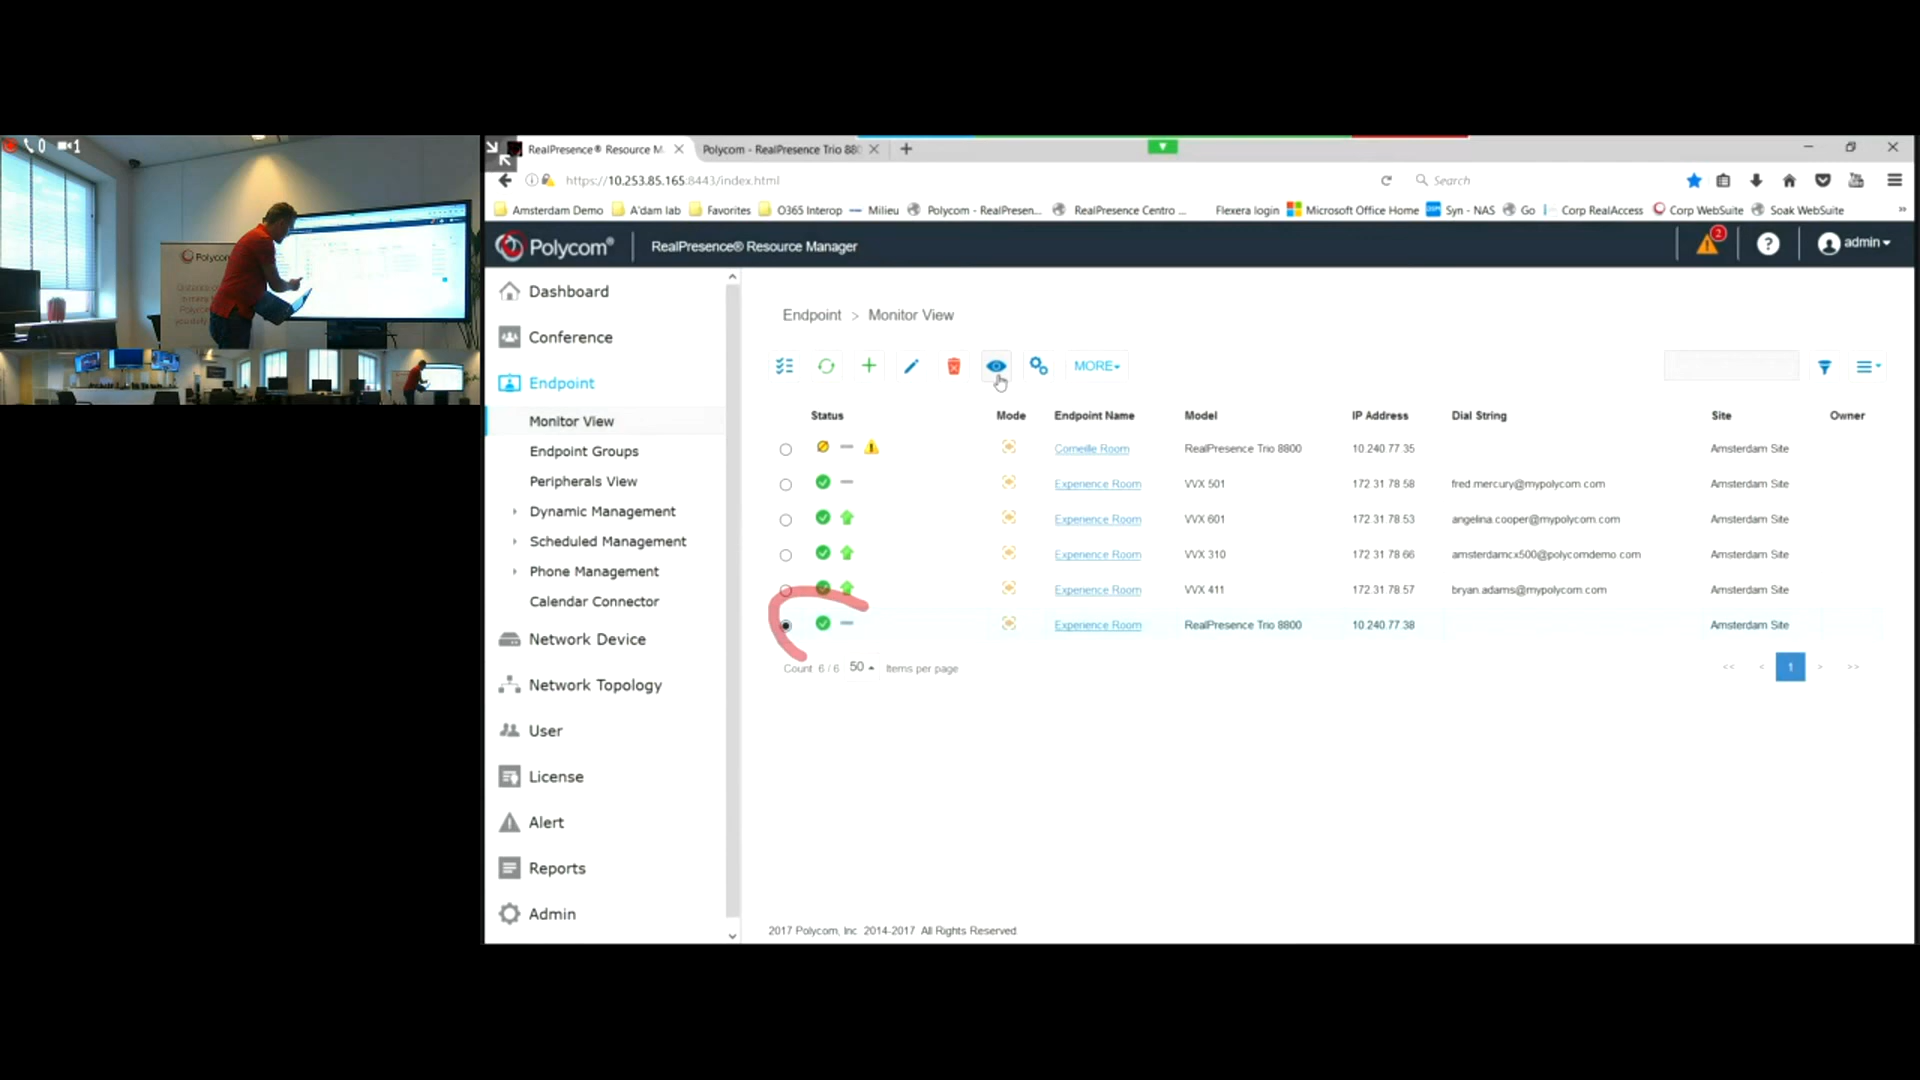 0 1
Polycom
RealPresence® Resource M
Polycom - RealPresence Trio 880
https://10.253.85.165:8443/index.html
Search
Amsterdam Demo
A'dam lab
Favorites
O365 Interop
Milieu
Polycom - RealPresen...
RealPresence Centro ...
Flexera login
Microsoft Office Home
Syn - NAS
Go
Corp RealAccess
Corp WebSuite
Soak WebSuite
Polycom®
RealPresence® Resource Manager
2
?
admin
Dashboard
Conference
Endpoint
Monitor View
Endpoint Groups
Peripherals View
Dynamic Management
Scheduled Management
Phone Management
Calendar Connector
Network Device
Network Topology
User
License
Alert
Reports
Admin
Endpoint > Monitor View
MORE
Status Mode Endpoint Name Model IP Address Dial String Site Owner
Corneille Room RealPresence Trio 8800 10 240 77 35 Amsterdam Site
Experience Room VVX 501 172 31 78 58 fred.mercury@mypolycom.com Amsterdam Site
Experience Room VVX 601 172 31 78 53 angelina.cooper@mypolycom.com Amsterdam Site
Experience Room VVX 310 172 31 78 66 amsterdamcx500@polycomdemo.com Amsterdam Site
Experience Room VVX 411 172 31 78 57 bryan.adams@mypolycom.com Amsterdam Site
Experience Room RealPresence Trio 8800 10 240 77 38 Amsterdam Site
Count 6 / 6 50 Items per page
<< < 1 > >>
2017 Polycom, Inc 2014-2017 All Rights Reserved